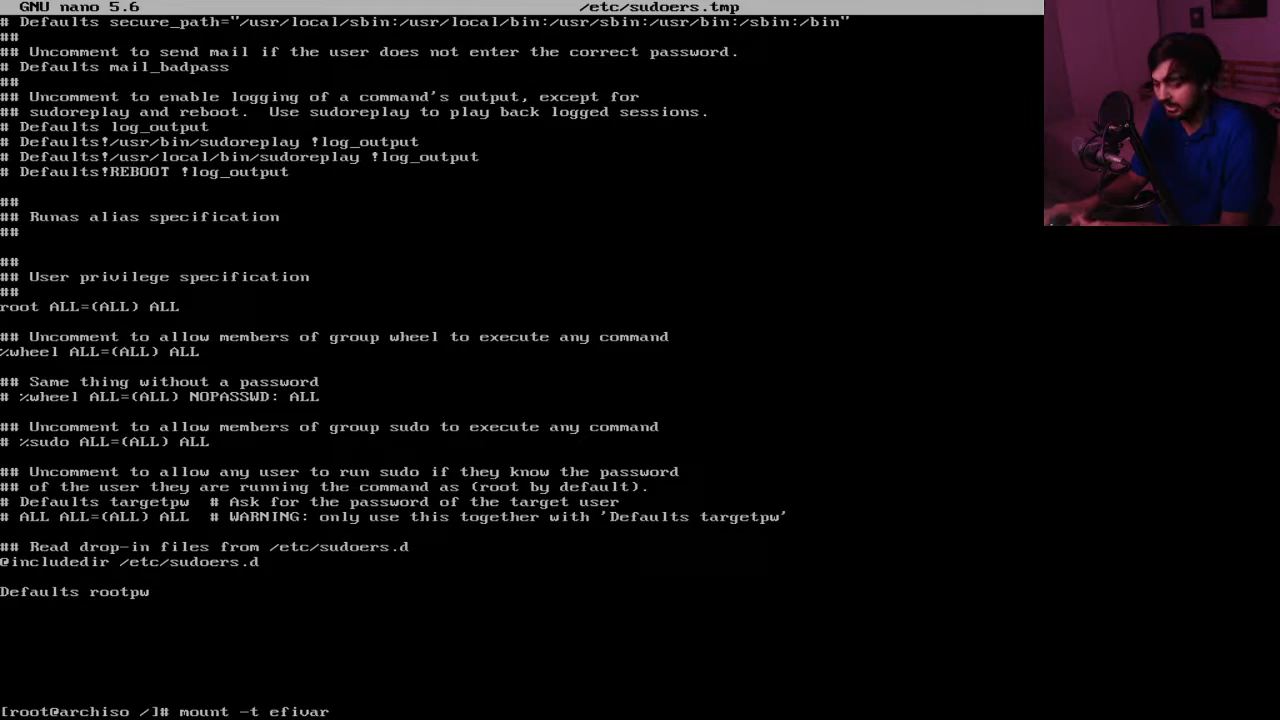 GNU nano 5.6 /etc/sudoers.tmp
# Defaults secure_path="/usr/local/sbin:/usr/local/bin:/usr/sbin:/usr/bin:/sbin:/bin"
##
## Uncomment to send mail if the user does not enter the correct password.
# Defaults mail_badpass
##
## Uncomment to enable logging of a command's output, except for
## sudoreplay and reboot.  Use sudoreplay to play back logged sessions.
# Defaults log_output
# Defaults!/usr/bin/sudoreplay !log_output
# Defaults!/usr/local/bin/sudoreplay !log_output
# Defaults!REBOOT !log_output
##
## Runas alias specification
##
##
## User privilege specification
##
root ALL=(ALL) ALL
## Uncomment to allow members of group wheel to execute any command
%wheel ALL=(ALL) ALL
## Same thing without a password
# %wheel ALL=(ALL) NOPASSWD: ALL
## Uncomment to allow members of group sudo to execute any command
# %sudo ALL=(ALL) ALL
## Uncomment to allow any user to run sudo if they know the password
## of the user they are running the command as (root by default).
# Defaults targetpw  # Ask for the password of the target user
# ALL ALL=(ALL) ALL  # WARNING: only use this together with 'Defaults targetpw'
## Read drop-in files from /etc/sudoers.d
@includedir /etc/sudoers.d
Defaults rootpw
[root@archiso /]# mount -t efivar